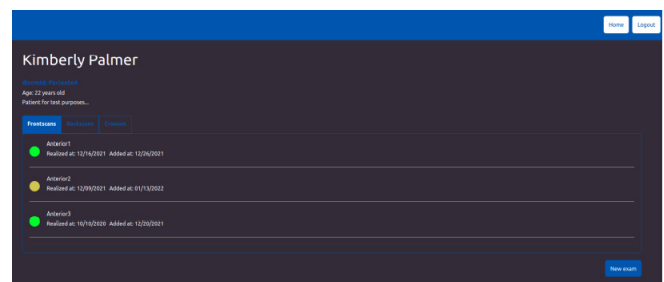 Home Logout
Kimberly Palmer
Age: 22 years old
Patient for test purposes...
Frontscans
Anterior1
Realized at: 12/16/2021 Added at: 12/26/2021
Anterior2
Realized at: 12/09/2021 Added at: 01/13/2022
Anterior3
Realized at: 10/10/2020 Added at: 12/20/2021
New exam